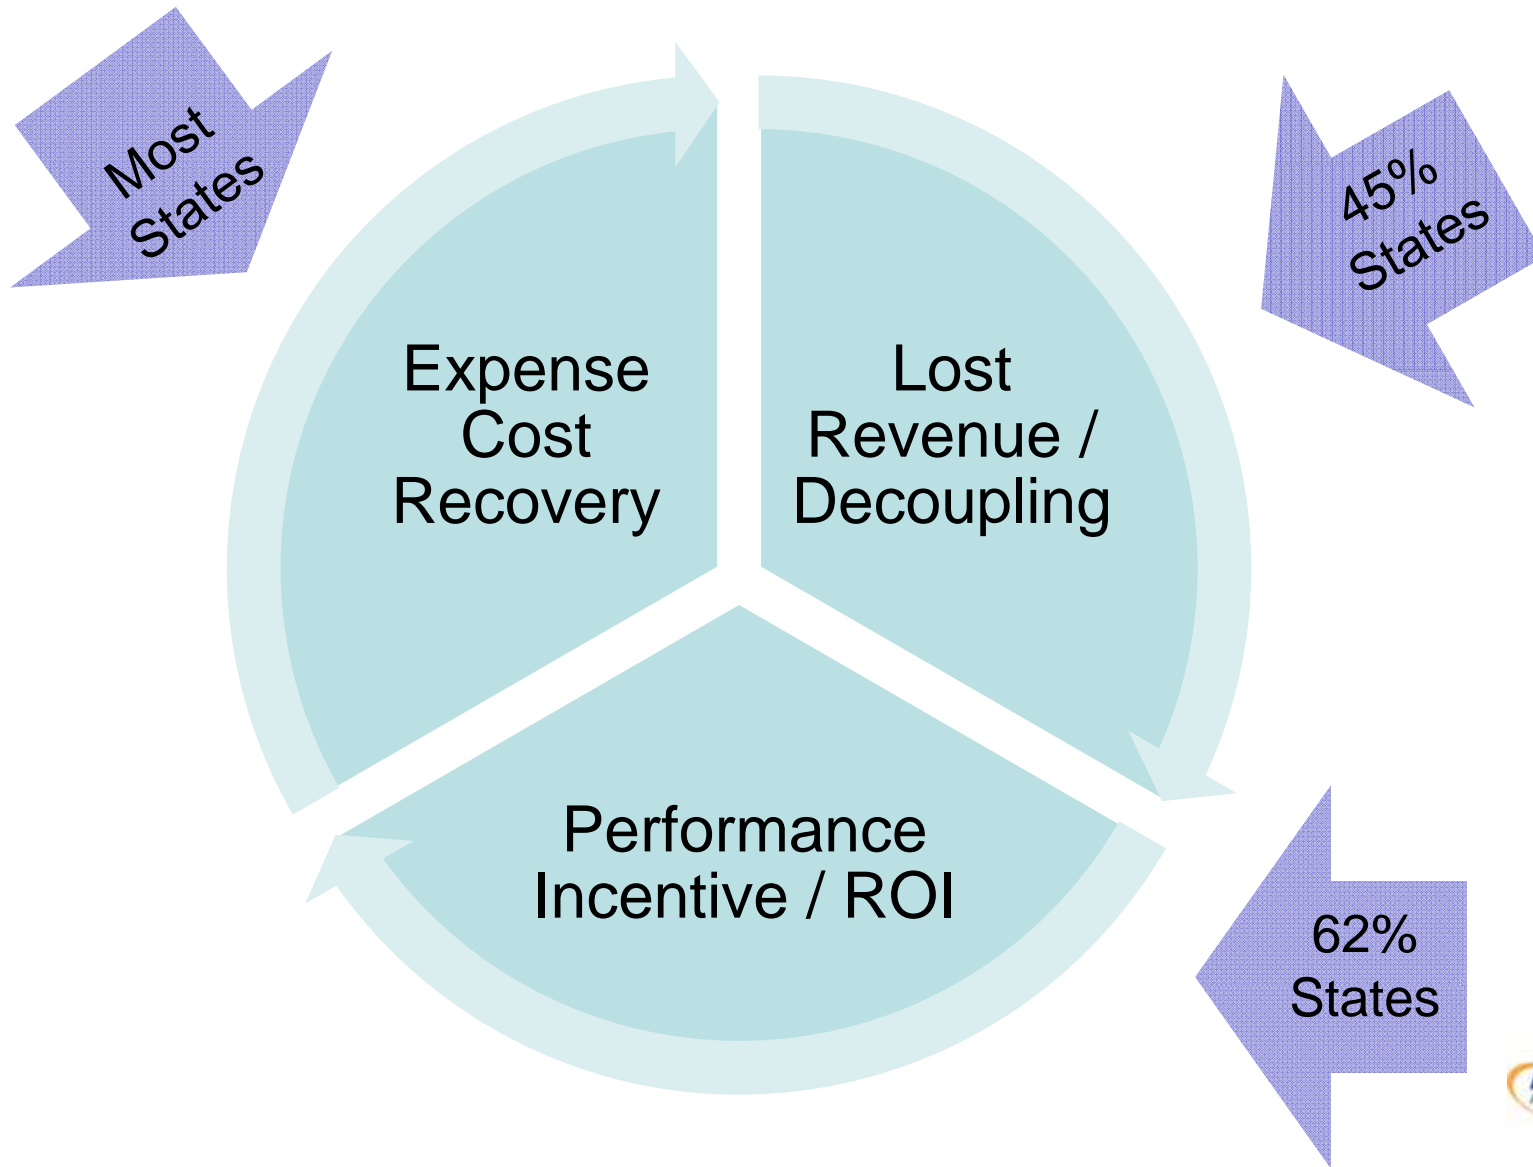 Most
States
45%
States
Expense
Cost
Recovery
Lost
Revenue /
Decoupling
Performance
Incentive / ROI
62%
States